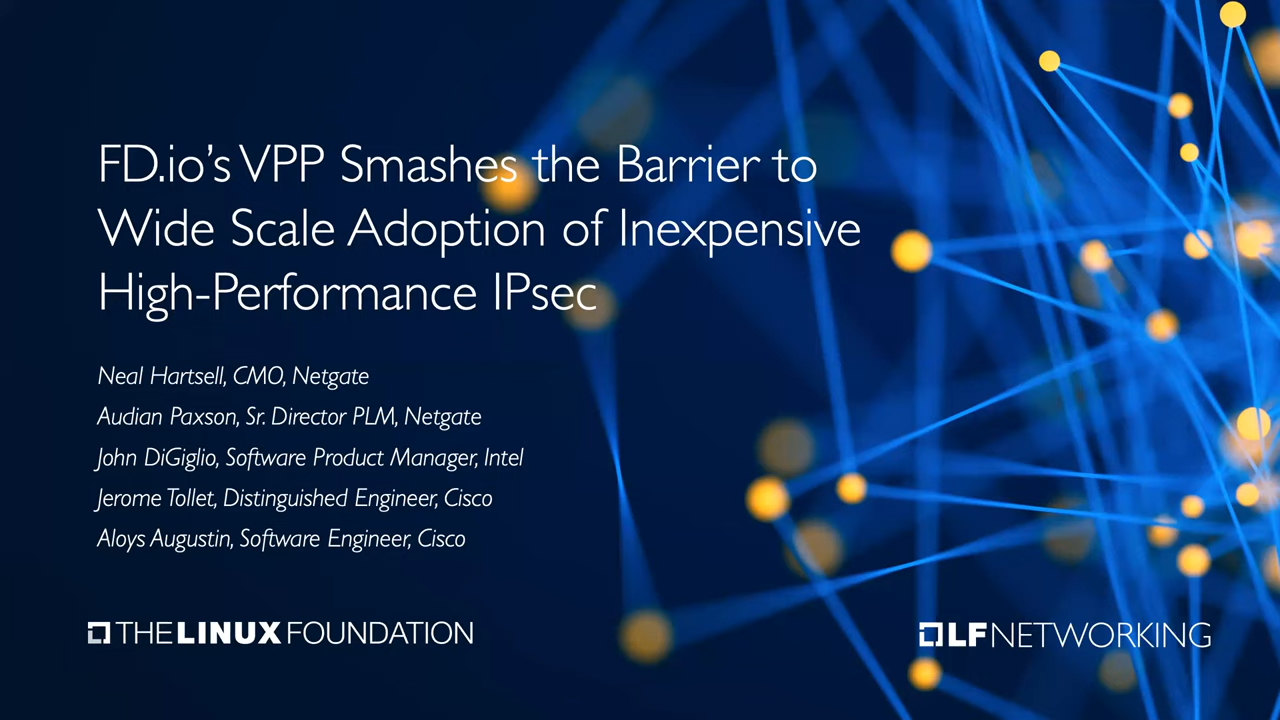 FD.io’s VPP Smashes the Barrier to
Wide Scale Adoption of Inexpensive
High-Performance IPsec
Neal Hartsell, CMO, Netgate
Audian Paxson, Sr. Director PLM, Netgate
John DiGiglio, Software Product Manager, Intel
Jerome Tollet, Distinguished Engineer, Cisco
Aloys Augustin, Software Engineer, Cisco
THE LINUX FOUNDATION
LF NETWORKING